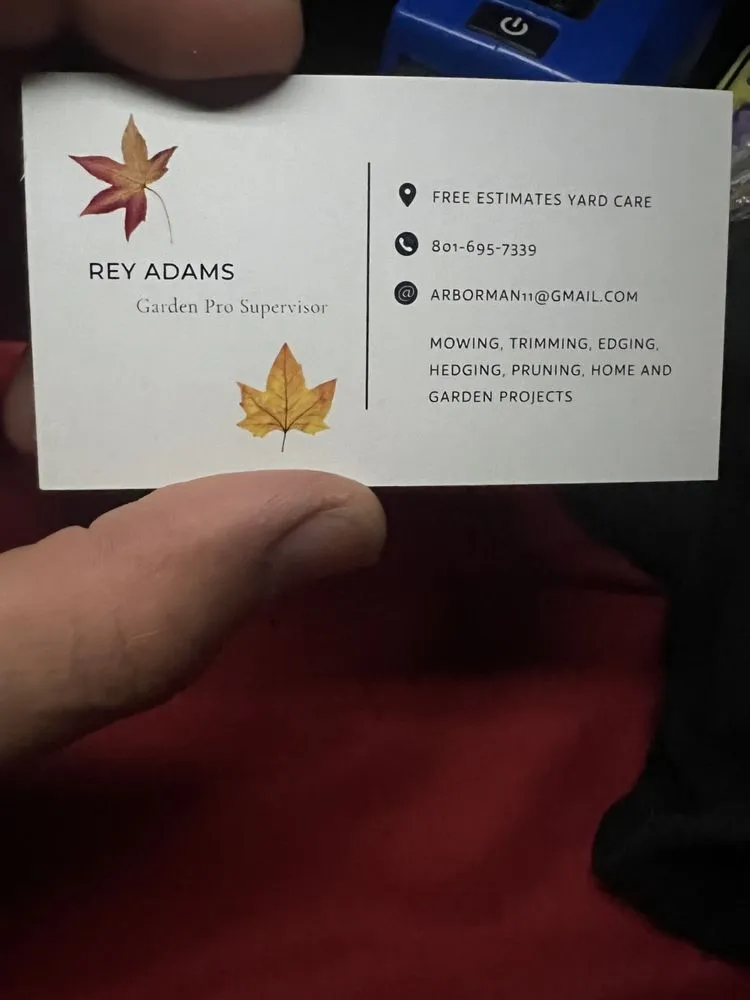 REY ADAMS
Garden Pro Supervisor
FREE ESTIMATES YARD CARE
801-695-7339
@ ARBORMAN11@GMAIL.COM
MOWING, TRIMMING, EDGING,
HEDGING, PRUNING, HOME AND
GARDEN PROJECTS